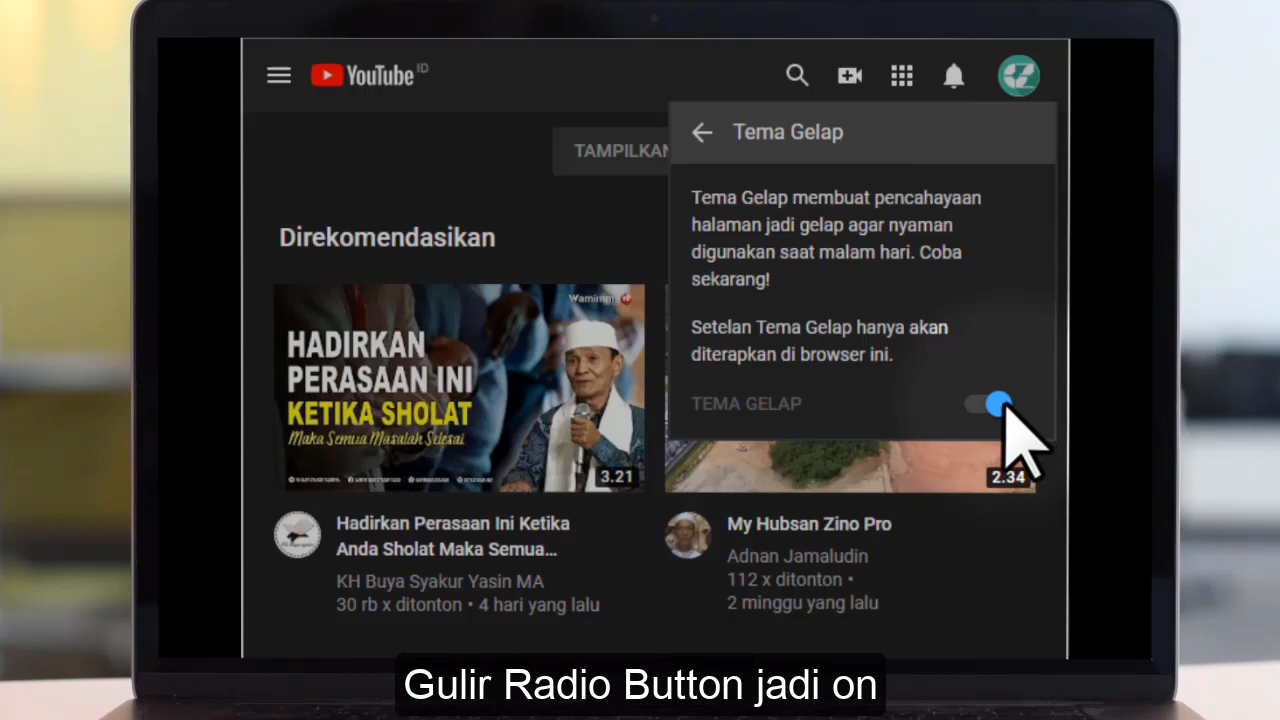 YouTube ID
Tema Gelap
TAMPILKAN
Tema Gelap membuat pencahayaan
halaman jadi gelap agar nyaman
digunakan saat malam hari. Coba
sekarang!
Setelan Tema Gelap hanya akan
diterapkan di browser ini.
TEMA GELAP
Direkomendasikan
HADIRKAN
PERASAAN INI
KETIKA SHOLAT
Maka Semua Masalah Selesai
3.21
2.34
Hadirkan Perasaan Ini Ketika
Anda Sholat Maka Semua...
KH Buya Syakur Yasin MA
30 rb x ditonton • 4 hari yang lalu
My Hubsan Zino Pro
Adnan Jamaludin
112 x ditonton •
2 minggu yang lalu
Gulir Radio Button jadi on